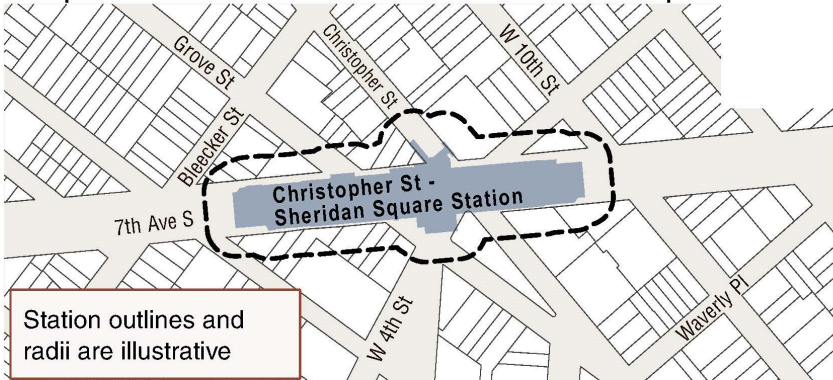 Grove St
Christopher St
W 10th St
Bleecker St
Christopher St -
Sheridan Square Station
7th Ave S
Waverly Pl
W 4th St
Station outlines and
radii are illustrative